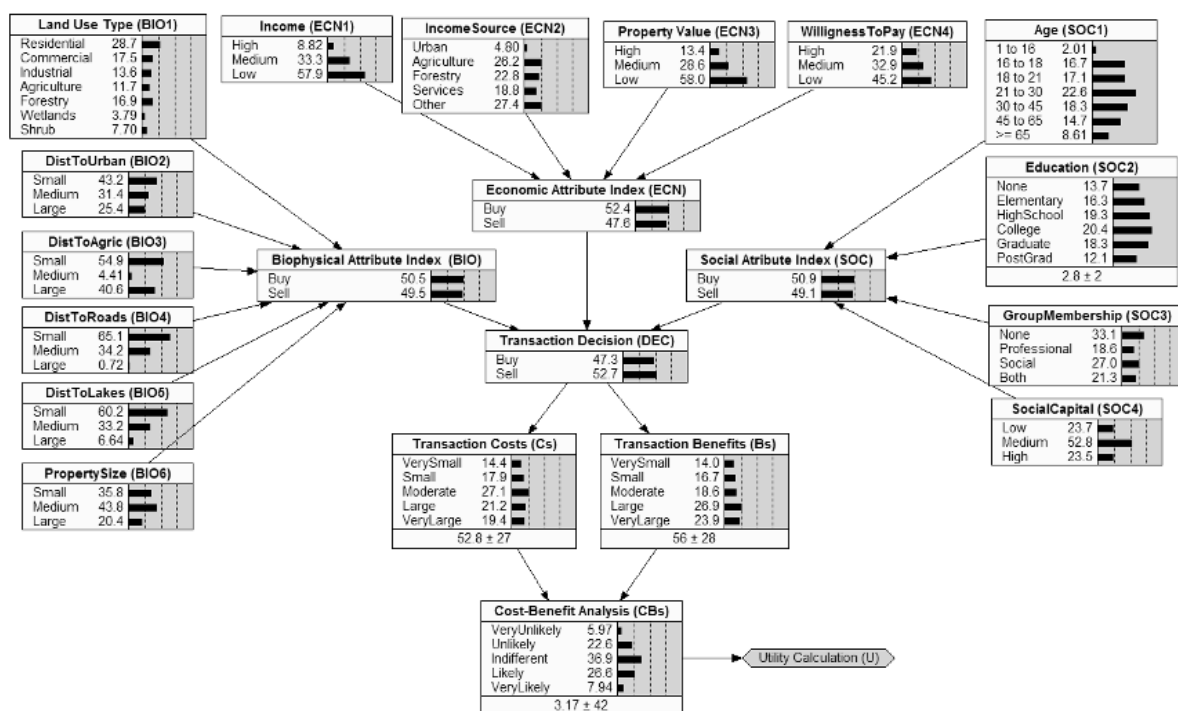 Land Use Type (BIO1)
Residential 28.7
Commercial 17.5
Industrial 13.6
Agriculture 11.7
Forestry 16.9
Wetlands 3.79
Shrub 7.70
Income (ECN1)
High 8.82
Medium 33.3
Low 57.9
IncomeSource (ECN2)
Urban 4.80
Agriculture 26.2
Forestry 22.8
Services 18.8
Other 27.4
Property Value (ECN3)
High 13.4
Medium 28.6
Low 58.0
WillignessToPay (ECN4)
High 21.9
Medium 32.9
Low 45.2
Age (SOC1)
1 to 16 2.01
16 to 18 16.7
18 to 21 17.1
21 to 30 22.6
30 to 45 18.3
45 to 65 14.7
>= 65 8.61
DistToUrban (BIO2)
Small 43.2
Medium 31.4
Large 25.4
Economic Attribute Index (ECN)
Buy 52.4
Sell 47.6
Education (SOC2)
None 13.7
Elementary 16.3
HighSchool 19.3
College 20.4
Graduate 18.3
PostGrad 12.1
2.8 ± 2
DistToAgric (BIO3)
Small 54.9
Medium 4.41
Large 40.6
Biophysical Attribute Index (BIO)
Buy 50.5
Sell 49.5
Social Atribute Index (SOC)
Buy 50.9
Sell 49.1
DistToRoads (BIO4)
Small 65.1
Medium 34.2
Large 0.72
Transaction Decision (DEC)
Buy 47.3
Sell 52.7
GroupMembership (SOC3)
None 33.1
Professional 18.6
Social 27.0
Both 21.3
DistToLakes (BIO5)
Small 60.2
Medium 33.2
Large 6.64
SocialCapital (SOC4)
Low 23.7
Medium 52.8
High 23.5
PropertySize (BIO6)
Small 35.8
Medium 43.8
Large 20.4
Transaction Costs (Cs)
VerySmall 14.4
Small 17.9
Moderate 27.1
Large 21.2
VeryLarge 19.4
52.8 ± 27
Transaction Benefits (Bs)
VerySmall 14.0
Small 16.7
Moderate 18.6
Large 26.9
VeryLarge 23.9
56 ± 28
Cost-Benefit Analysis (CBs)
VeryUnlikely 5.97
Unlikely 22.6
Indifferent 36.9
Likely 26.6
VeryLikely 7.94
3.17 ± 42
Utility Calculation (U)